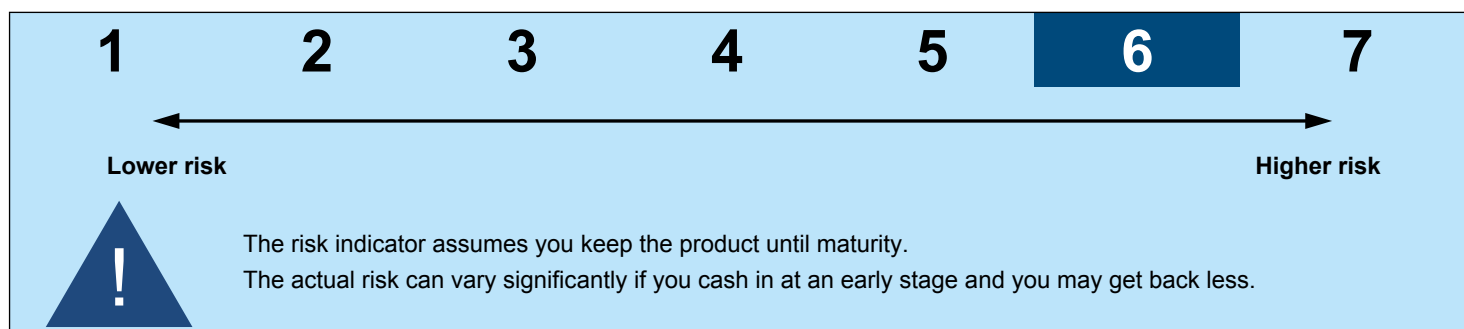 1 2 3 4 5 6 7
Lower risk Higher risk
!
The risk indicator assumes you keep the product until maturity.
The actual risk can vary significantly if you cash in at an early stage and you may get back less.